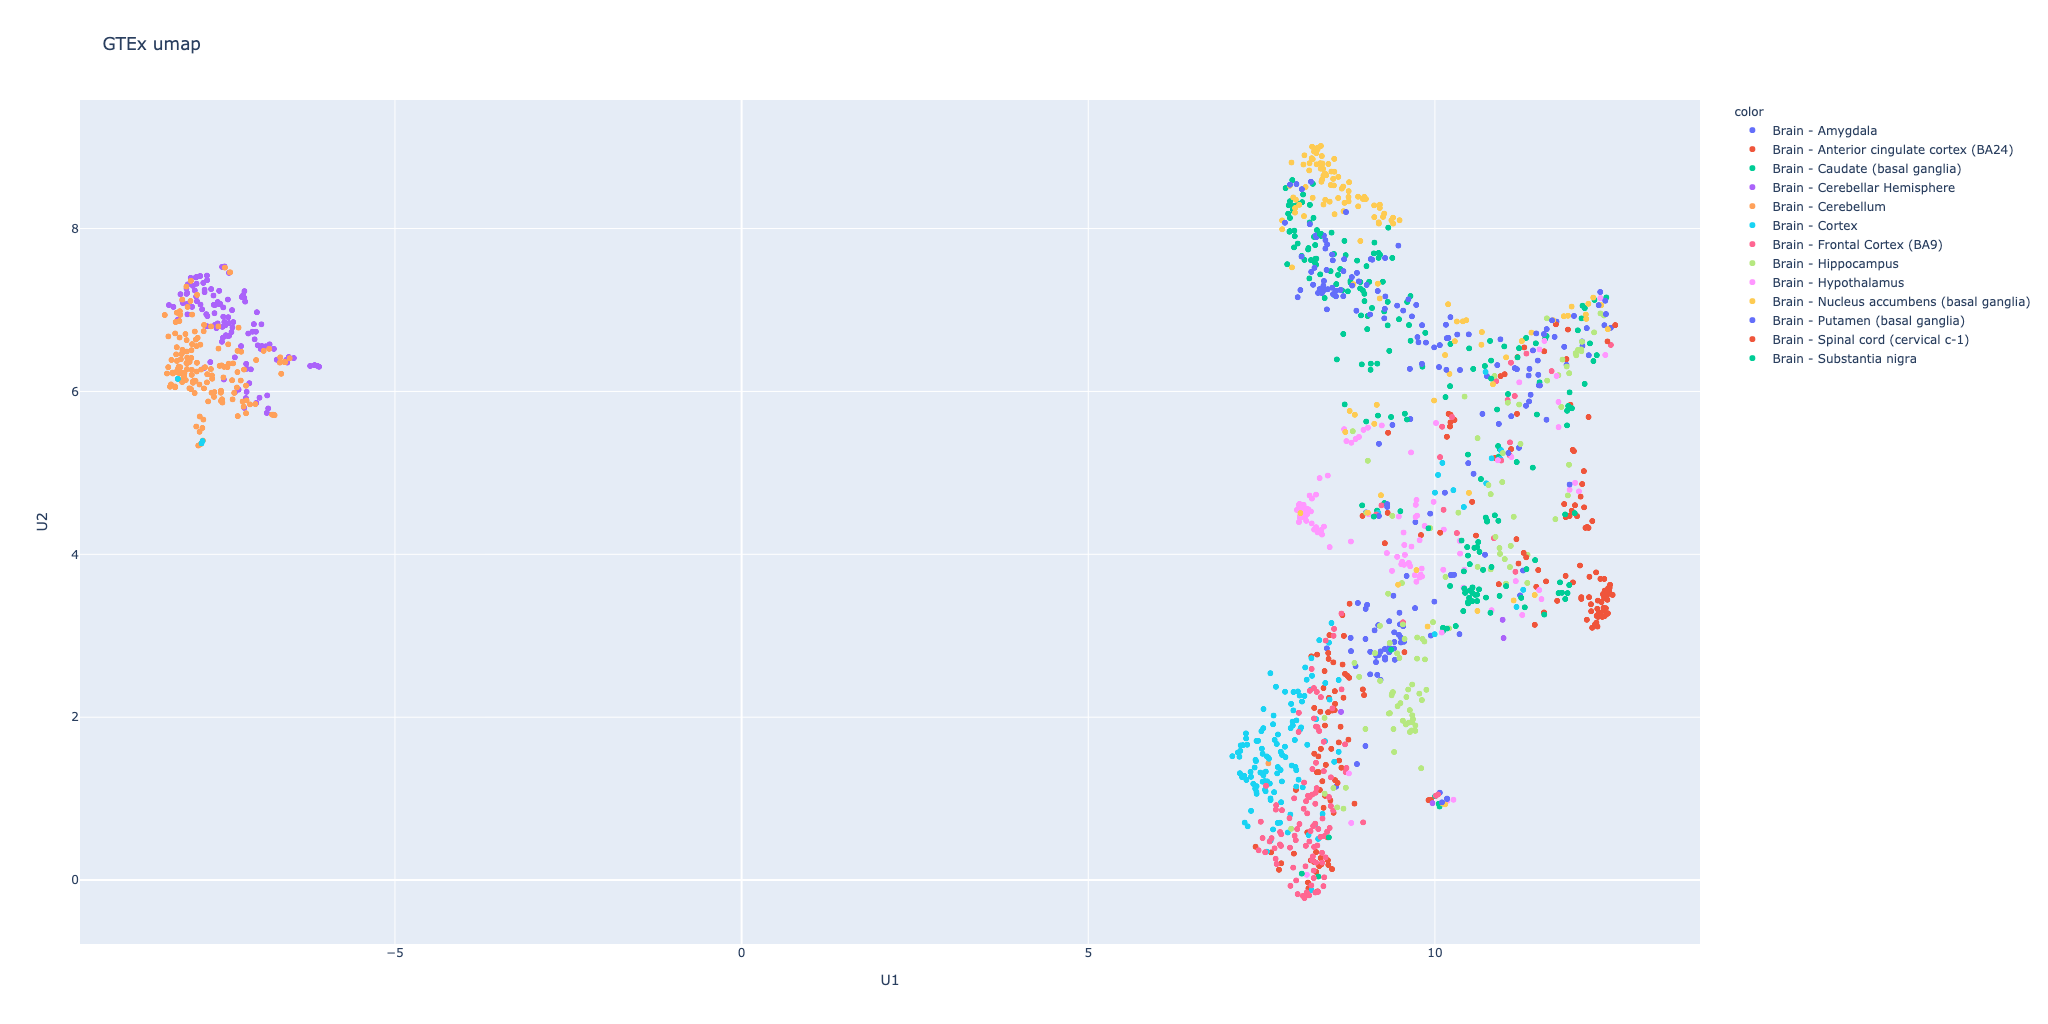 GTEx umap
color
Brain - Amygdala
Brain - Anterior cingulate cortex (BA24)
Brain - Caudate (basal ganglia)
Brain - Cerebellar Hemisphere
Brain - Cerebellum
Brain - Cortex
Brain - Frontal Cortex (BA9)
Brain - Hippocampus
Brain - Hypothalamus
Brain - Nucleus accumbens (basal ganglia)
Brain - Putamen (basal ganglia)
Brain - Spinal cord (cervical c-1)
Brain - Substantia nigra
8
6
4
2
0
U2
−5
0
5
10
U1